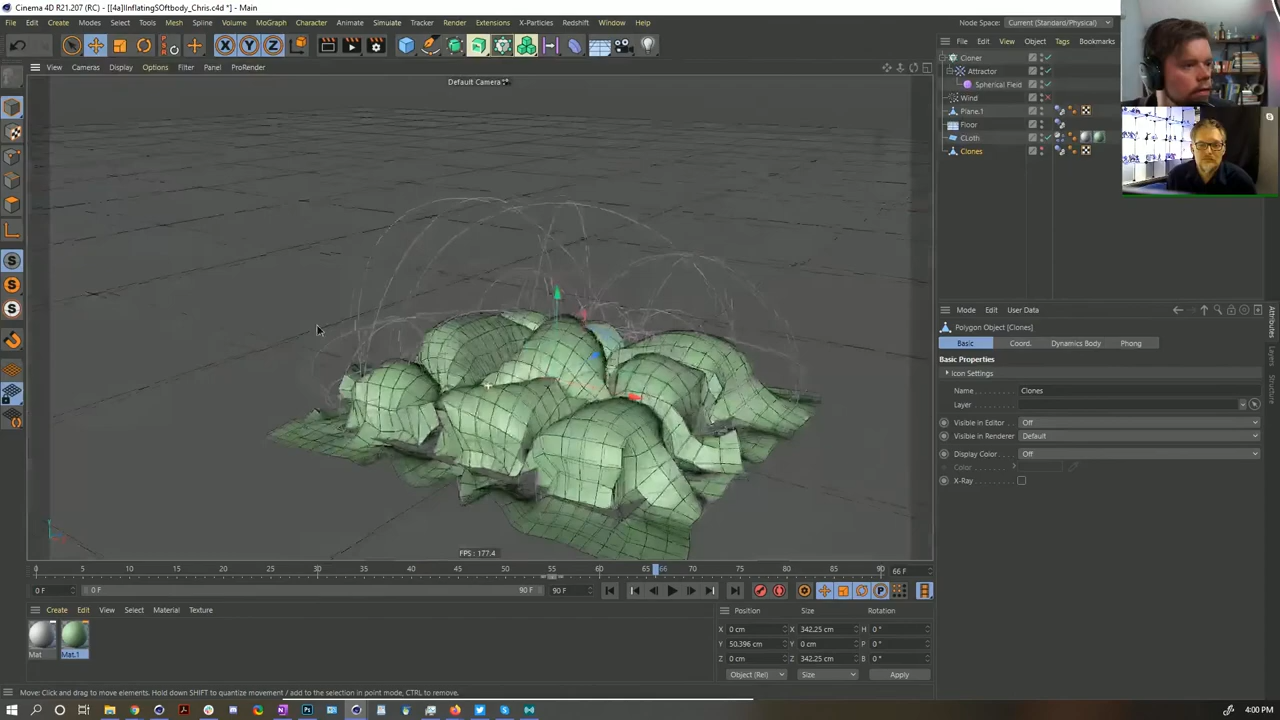 Cinema 4D R21.207 (RC) - [[4a]InflatingSOftbody_Chris.c4d *] - Main
File Edit Create Modes Select Tools Mesh Spline Volume MoGraph Character Animate Simulate Tracker Render Extensions X-Particles Redshift Window Help
Node Space: Current (Standard/Physical)
X Y Z
File Edit View Object Tags Bookmarks
View Cameras Display Options Filter Panel ProRender
Default Camera
Cloner
Attractor
Spherical Field
Wind
Plane.1
Floor
CLoth
Clones
Mode Edit User Data
Polygon Object [Clones]
Basic Coord. Dynamics Body Phong
Basic Properties
Icon Settings
Name Clones
Layer
Visible in Editor Off
Visible in Renderer Default
Display Color Off
Color
X-Ray
Attributes
Layers
Structure
FPS : 177.4
0 5 10 15 20 25 30 35 40 45 50 55 60 65 66 70 75 80 85 90 66 F
0 F 0 F 90 F 90 F
Create Edit View Select Material Texture
Mat Mat.1
Position Size Rotation
X 0 cm X 342.25 cm H 0 °
Y 50.396 cm Y 0 cm P 0 °
Z 0 cm Z 342.25 cm B 0 °
Object (Rel) Size Apply
Move: Click and drag to move elements. Hold down SHIFT to quantize movement / add to the selection in point mode, CTRL to remove.
4:00 PM